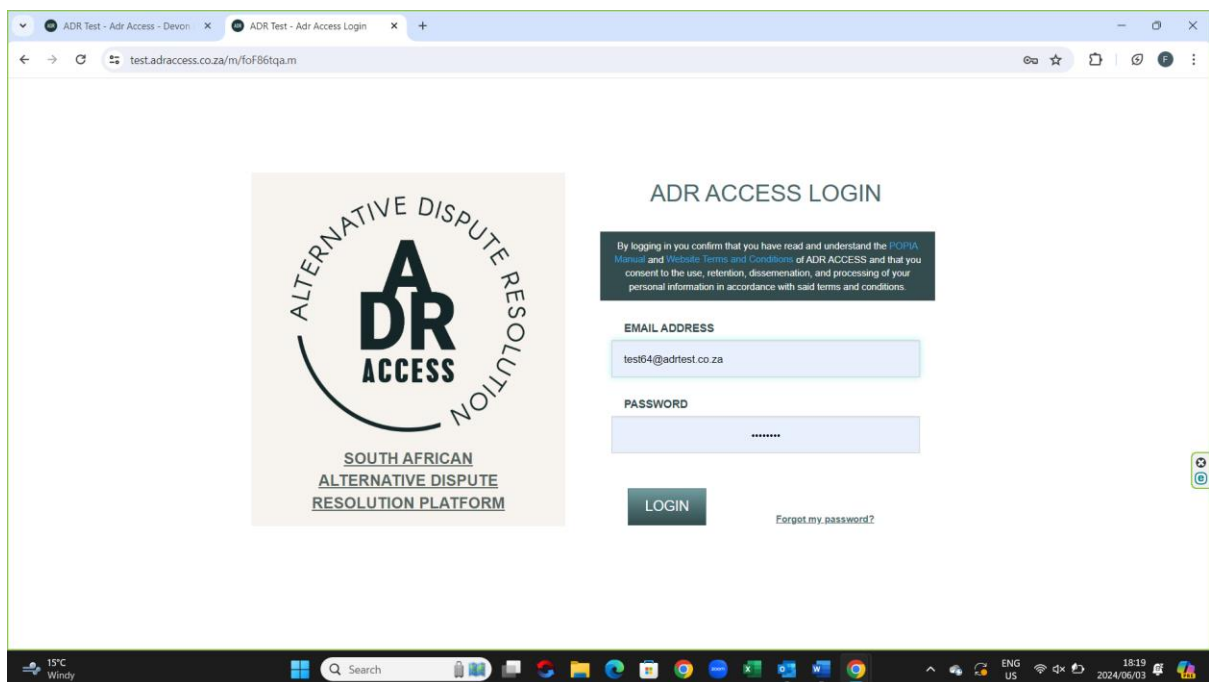 ADR Test - Adr Access - Devon
ADR Test - Adr Access Login
test.adraccess.co.za/m/foF86tqa.m
F
ALTERNATIVE DISPUTE RESOLUTION
A
DR
ACCESS
SOUTH AFRICAN
ALTERNATIVE DISPUTE
RESOLUTION PLATFORM
ADR ACCESS LOGIN
By logging in you confirm that you have read and understand the POPIA
Manual and Website Terms and Conditions of ADR ACCESS and that you
consent to the use, retention, dissemenation, and processing of your
personal information in accordance with said terms and conditions.
EMAIL ADDRESS
test64@adrtest.co.za
PASSWORD
••••••••
LOGIN
Forgot my password?
15°C
Windy
Search
ENG
US
18:19
2024/06/03